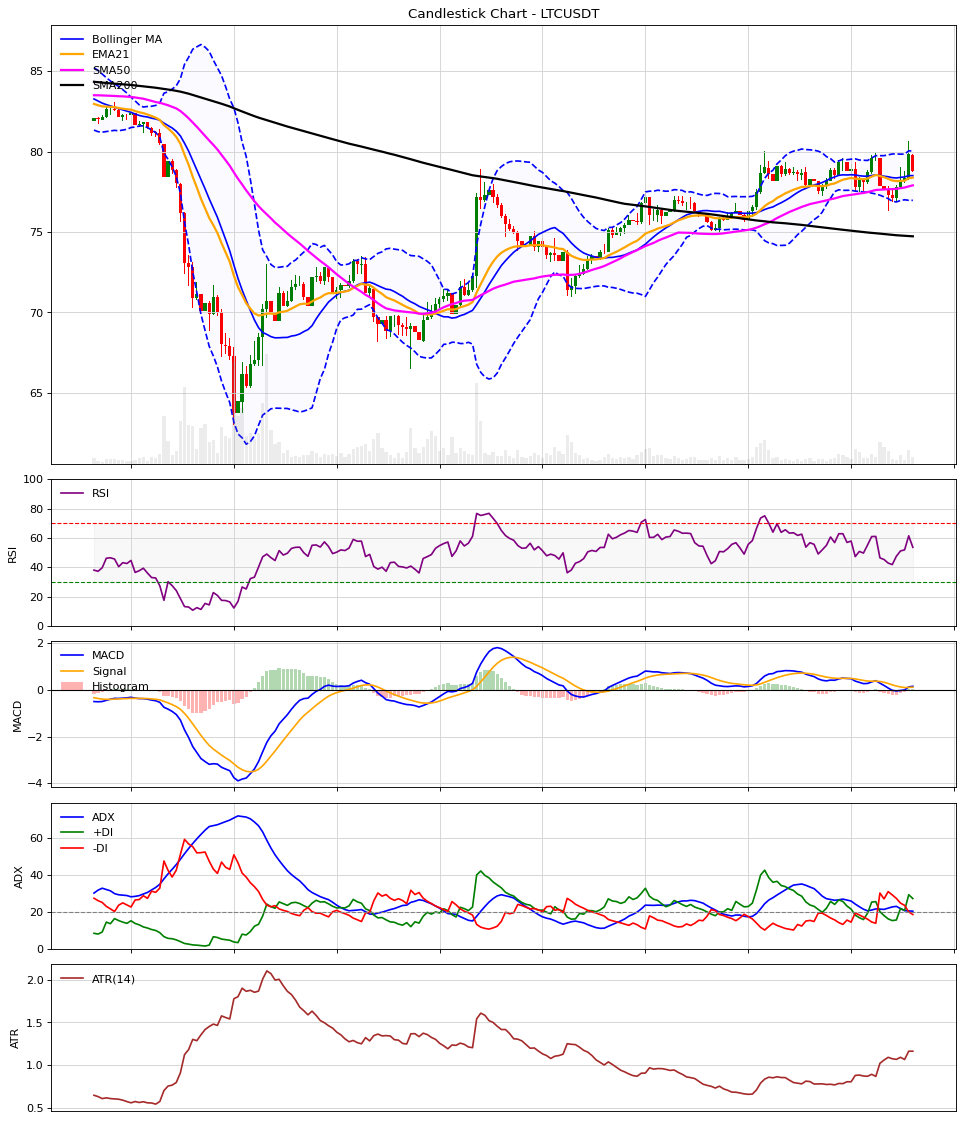 Candlestick Chart - LTCUSDT
Bollinger MA
EMA21
SMA50
SMA200
85
80
75
70
65
RSI
100
80
60
40
20
0
RSI
MACD
Signal
Histogram
2
0
−2
−4
MACD
ADX
+DI
-DI
60
40
20
0
ADX
ATR(14)
2.0
1.5
1.0
0.5
ATR